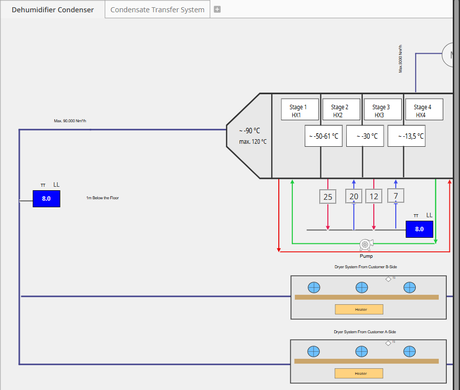 Dehumidifier Condenser
Condensate Transfer System
Max. 90.000 Nm³/h
Stage 1
HX1
Stage 2
HX2
Stage 3
HX3
Stage 4
HX4
~ -90 °C
max. 120 °C
~ -50-61 °C
~ -30 °C
~ -13,5 °C
TT LL
8.0
1m Below the Floor
25
20
12
7
TT LL
8.0
Pump
Dryer System From Customer B-Side
Dryer System From Customer A-Side